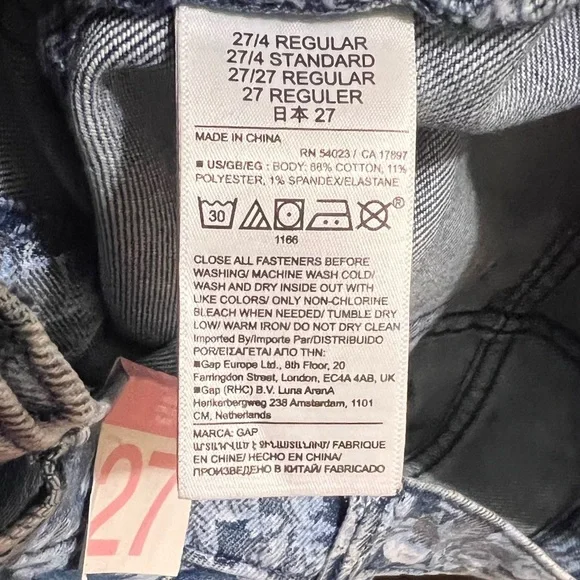 27/4 REGULAR
27/4 STANDARD
27/27 REGULAR
27 REGULER
日本 27
MADE IN CHINA
RN 54023 / CA 17897
■ US/GB/EG : BODY: 88% COTTON, 11%
POLYESTER, 1% SPANDEX/ELASTANE
30
®
1166
CLOSE ALL FASTENERS BEFORE
WASHING/ MACHINE WASH COLD/
WASH AND DRY INSIDE OUT WITH
LIKE COLORS/ ONLY NON-CHLORINE
BLEACH WHEN NEEDED/ TUMBLE DRY
LOW/ WARM IRON/ DO NOT DRY CLEAN
Imported By/Importe Par/DISTRIBUIDO
POR/ΕΙΣΑΓΕΤΑΙ ΑΠΟ ΤΗΝ:
■Gap Europe Ltd., 8th Floor, 20
Farringdon Street, London, EC4A 4AB, UK
■Gap (RHC) B.V. Luna ArenA
Herikerbergweg 238 Amsterdam, 1101
CM, Netherlands
MARCA: GAP
ԱՐՏԱԴՐՎԱԾ Է ՉԻՆԱՍՏԱՆՈՒՄ/ FABRIQUE
EN CHINE/ HECHO EN CHINA/
ПРОИЗВЕДЕНО В КИТАЙ/ FABRICADO
27